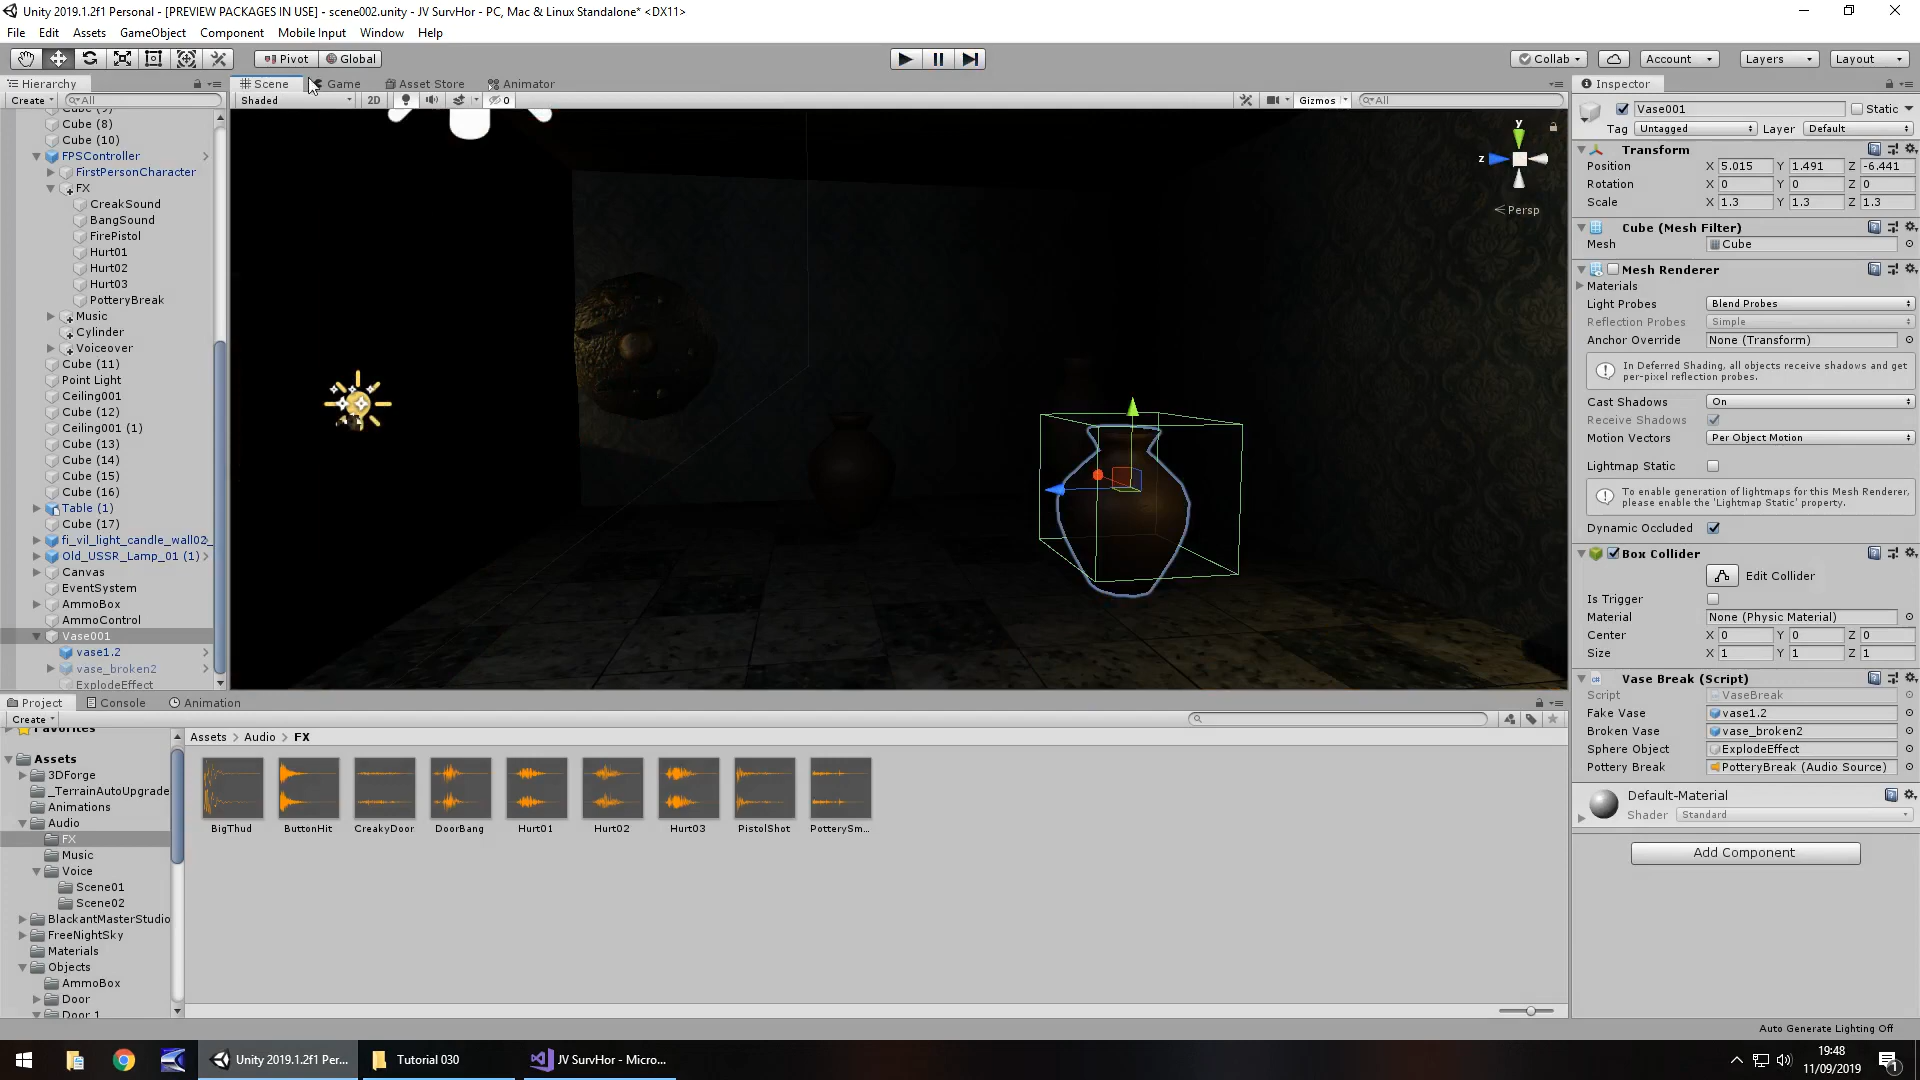 Unity 2019.1.2f1 Personal - [PREVIEW PACKAGES IN USE] - scene002.unity - JV SurvHor - PC, Mac & Linux Standalone* <DX11>
File Edit Assets GameObject Component Mobile Input Window Help
Pivot Global Collab Account Layers Layout
Hierarchy Scene Game Asset Store Animator Inspector
Create All Shaded 2D 0 Gizmos All
Cube (8)
Cube (10)
FPSController
FirstPersonCharacter
FX
CreakSound
BangSound
FirePistol
Hurt01
Hurt02
Hurt03
PotteryBreak
Music
Cylinder
Voiceover
Cube (11)
Point Light
Ceiling001
Cube (12)
Ceiling001 (1)
Cube (13)
Cube (14)
Cube (15)
Cube (16)
Table (1)
Cube (17)
fi_vil_light_candle_wall02
Old_USSR_Lamp_01 (1)
Canvas
EventSystem
AmmoBox
AmmoControl
Vase001
vase1.2
vase_broken2
ExplodeEffect
y
z
Persp
Vase001 Static
Tag Untagged Layer Default
Transform
Position X 5.015 Y 1.491 Z -6.441
Rotation X 0 Y 0 Z 0
Scale X 1.3 Y 1.3 Z 1.3
Cube (Mesh Filter)
Mesh Cube
Mesh Renderer
Materials
Light Probes Blend Probes
Reflection Probes Simple
Anchor Override None (Transform)
In Deferred Shading, all objects receive shadows and get
per-pixel reflection probes.
Cast Shadows On
Receive Shadows
Motion Vectors Per Object Motion
Lightmap Static
To enable generation of lightmaps for this Mesh Renderer,
please enable the 'Lightmap Static' property.
Dynamic Occluded
Box Collider
Edit Collider
Is Trigger
Material None (Physic Material)
Center X 0 Y 0 Z 0
Size X 1 Y 1 Z 1
Vase Break (Script)
Script VaseBreak
Fake Vase vase1.2
Broken Vase vase_broken2
Sphere Object ExplodeEffect
Pottery Break PotteryBreak (Audio Source)
Default-Material
Shader Standard
Add Component
Project Console Animation
Create
Favorites
Assets
3DForge
_TerrainAutoUpgrade
Animations
Audio
FX
Music
Voice
Scene01
Scene02
BlackantMasterStudio
FreeNightSky
Materials
Objects
AmmoBox
Door
Door 1
Assets > Audio > FX
BigThud ButtonHit CreakyDoor DoorBang Hurt01 Hurt02 Hurt03 PistolShot PotterySm...
Auto Generate Lighting Off
Unity 2019.1.2f1 Per... Tutorial 030 JV SurvHor - Micro...
19:48
11/09/2019
1